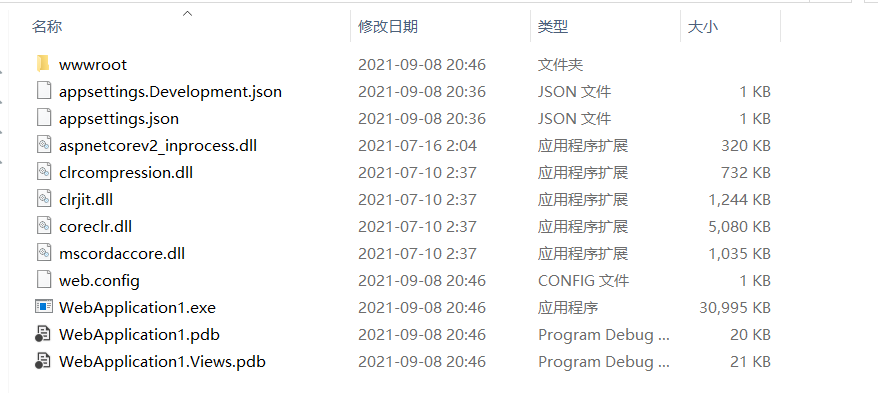 名称 修改日期 类型 大小
wwwroot 2021-09-08 20:46 文件夹
appsettings.Development.json 2021-09-08 20:36 JSON 文件 1 KB
appsettings.json 2021-09-08 20:36 JSON 文件 1 KB
aspnetcorev2_inprocess.dll 2021-07-16 2:04 应用程序扩展 320 KB
clrcompression.dll 2021-07-10 2:37 应用程序扩展 732 KB
clrjit.dll 2021-07-10 2:37 应用程序扩展 1,244 KB
coreclr.dll 2021-07-10 2:37 应用程序扩展 5,080 KB
mscordaccore.dll 2021-07-10 2:37 应用程序扩展 1,035 KB
web.config 2021-09-08 20:46 CONFIG 文件 1 KB
WebApplication1.exe 2021-09-08 20:46 应用程序 30,995 KB
WebApplication1.pdb 2021-09-08 20:46 Program Debug ... 20 KB
WebApplication1.Views.pdb 2021-09-08 20:46 Program Debug ... 21 KB